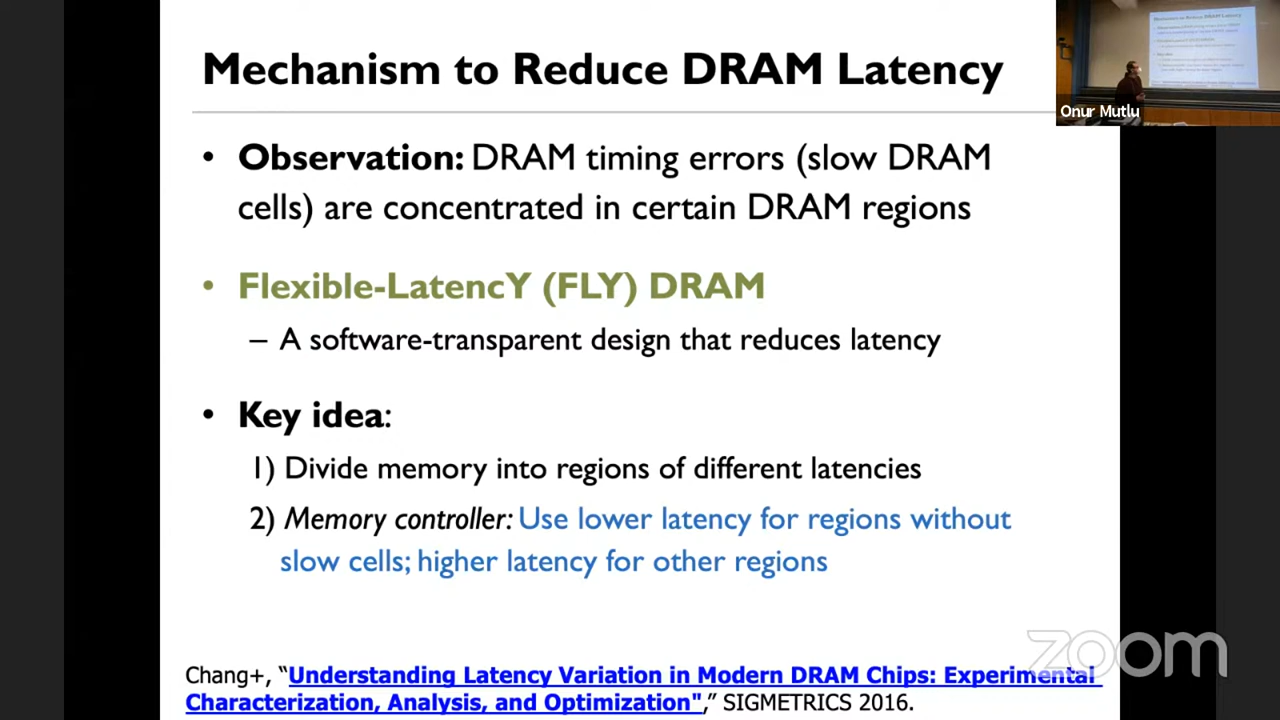 Mechanism to Reduce DRAM Latency
Onur Mutlu
• Observation: DRAM timing errors (slow DRAM
cells) are concentrated in certain DRAM regions
• Flexible-LatencY (FLY) DRAM
– A software-transparent design that reduces latency
• Key idea:
1) Divide memory into regions of different latencies
2) Memory controller: Use lower latency for regions without
slow cells; higher latency for other regions
zoom
Chang+, “Understanding Latency Variation in Modern DRAM Chips: Experimental
Characterization, Analysis, and Optimization",” SIGMETRICS 2016.